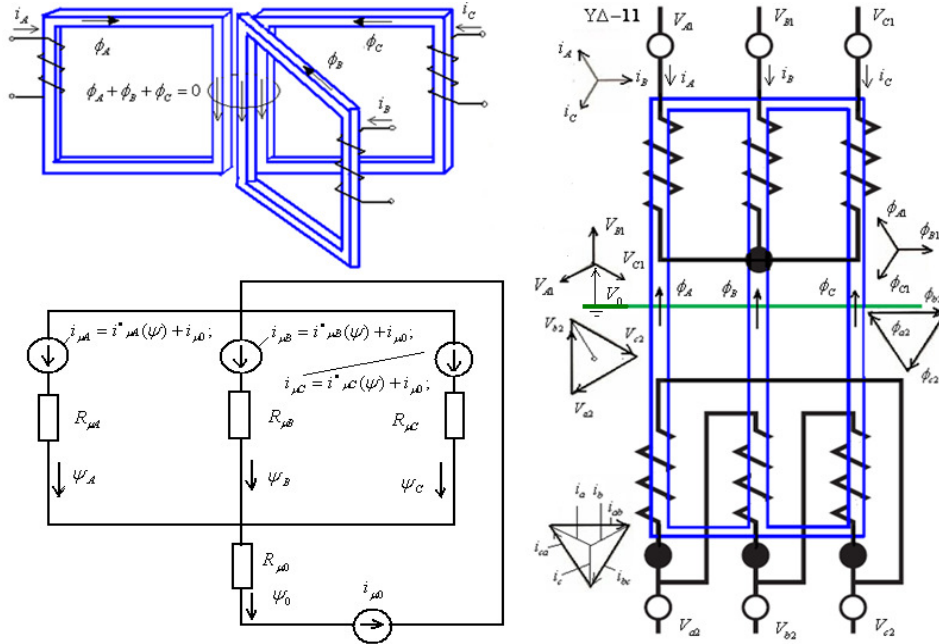 i_A
ϕ_A
ϕ_C
i_C
ϕ_B
ϕ_A + ϕ_B + ϕ_C = 0
i_B
i_μA = i*_μA(ψ) + i_μ0;
i_μB = i*_μB(ψ) + i_μ0;
i_μC = i*_μC(ψ) + i_μ0;
R_μA
R_μB
R_μC
ψ_A
ψ_B
ψ_C
R_μ0
ψ_0
i_μ0
YΔ-11
V_A1
V_B1
V_C1
i_A
i_B
i_C
i_A
i_B
i_C
V_B1
V_C1
V_A1
V_0
ϕ_A1
ϕ_B1
ϕ_C1
ϕ_A
ϕ_B
ϕ_C
V_b2
V_c2
V_a2
ϕ_a2
ϕ_c2
i_a
i_b
i_ab
i_ca
i_c
i_bc
V_a2
V_b2
V_c2